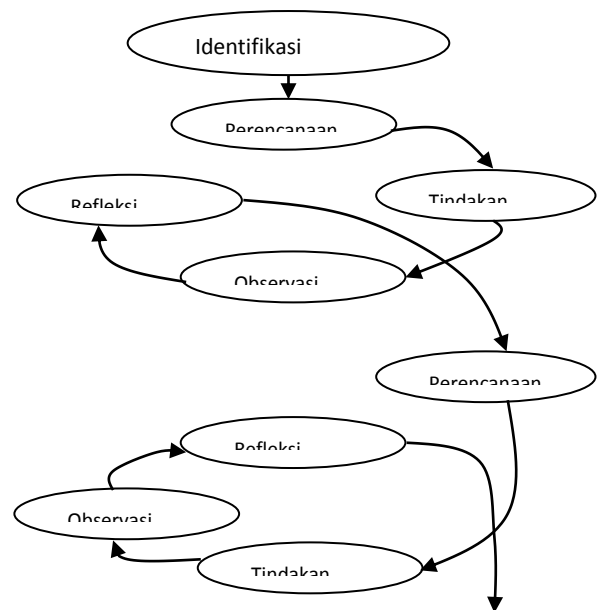 Identifikasi
Perencanaan
Tindakan
Refleksi
Observasi
Perencanaan
Refleksi
Observasi
Tindakan